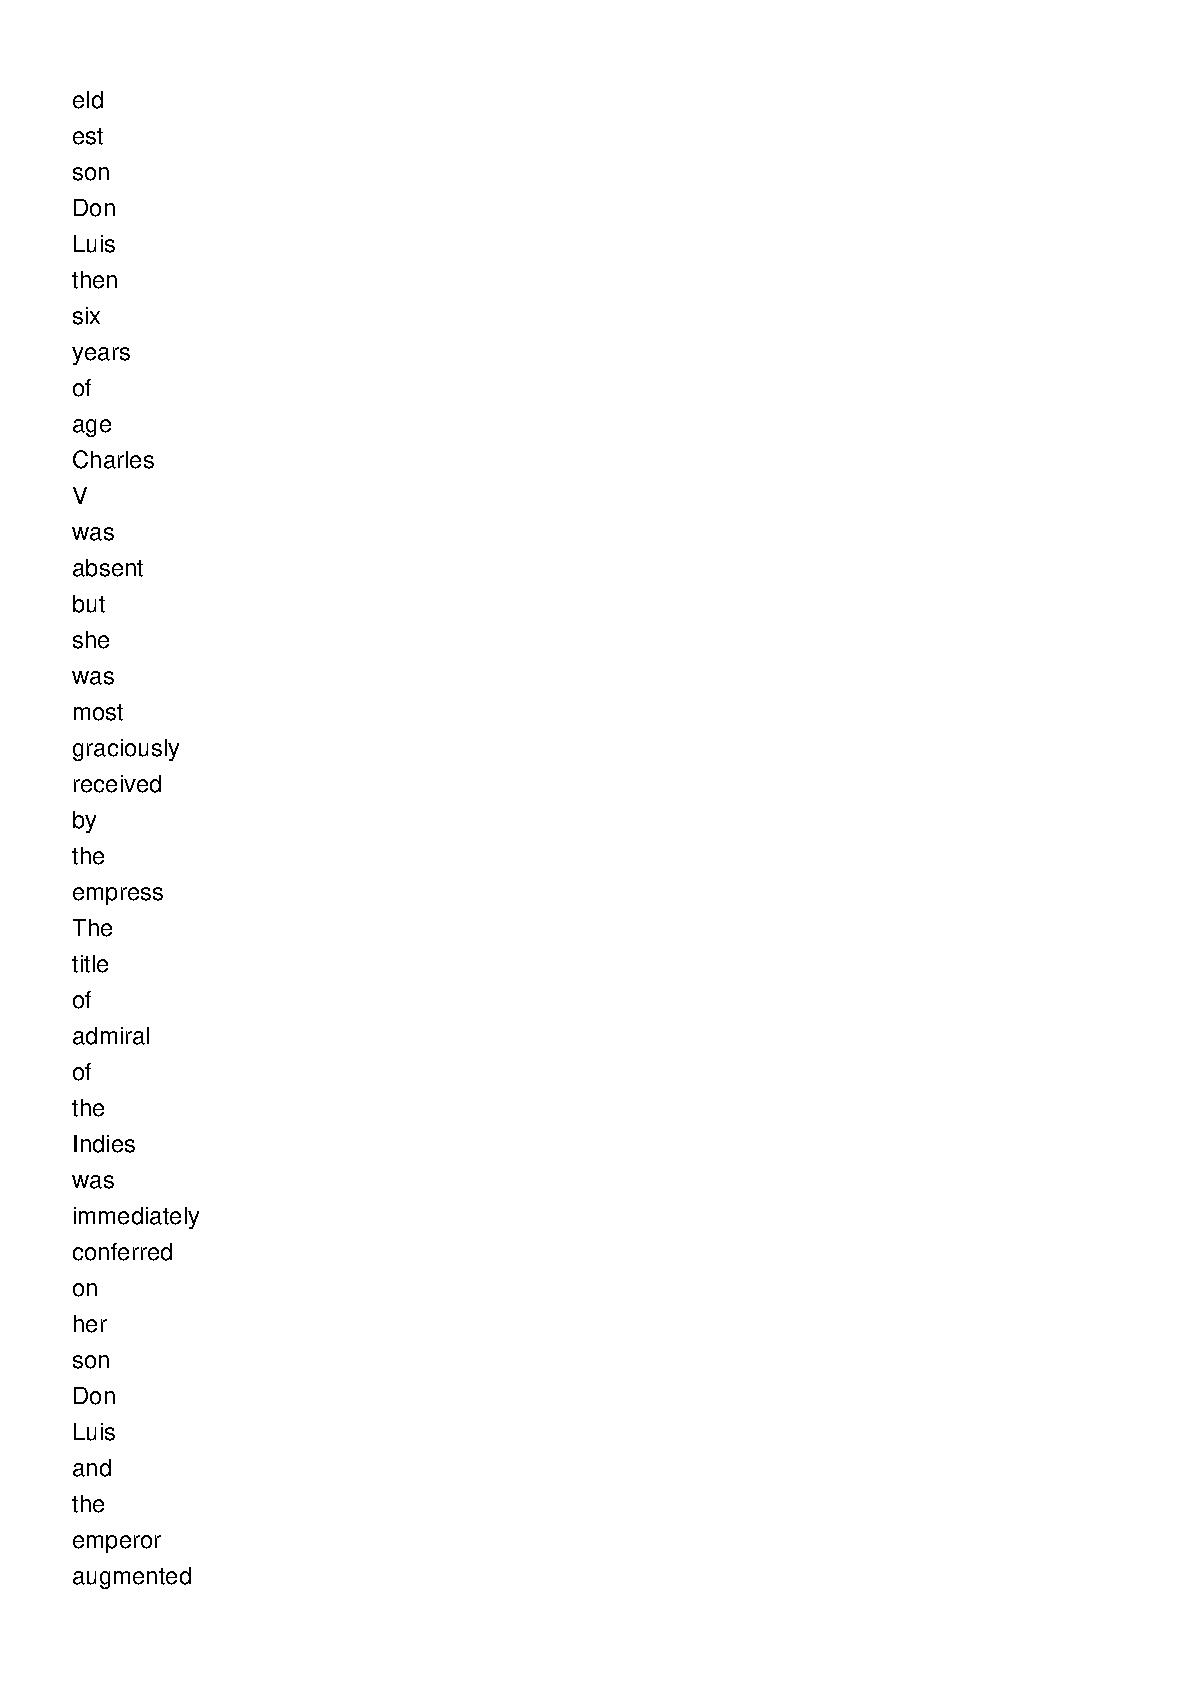 eld
est
son
Don
Luis
then
six
years
of
age
Charles
V
was
absent
but
she
was
most
graciously
received
by
the
empress
The
title
of
admiral
of
the
Indies
was
immediately
conferred
on
her
son
Don
Luis
and
the
emperor
augmented